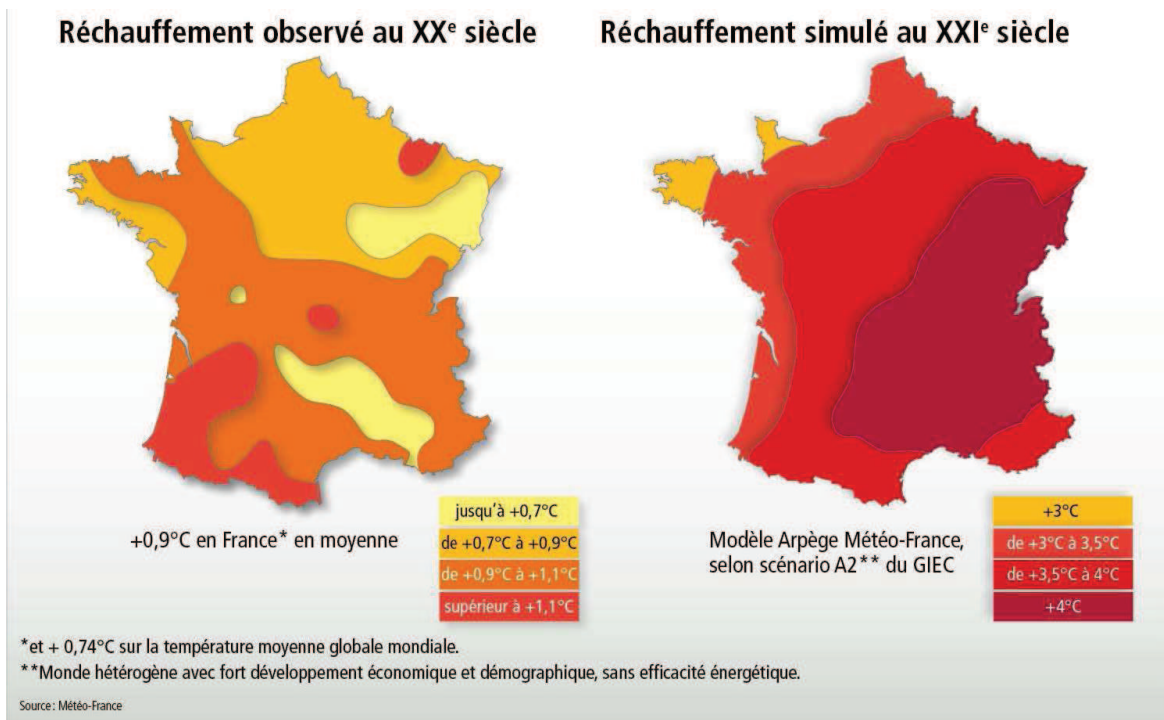 Réchauffement observé au XXe siècle
Réchauffement simulé au XXIe siècle
jusqu'à +0,7°C
de +0,7°C à +0,9°C
de +0,9°C à +1,1°C
supérieur à +1,1°C
+0,9°C en France* en moyenne
Modèle Arpège Météo-France,
selon scénario A2** du GIEC
+3°C
de +3°C à 3,5°C
de +3,5°C à 4°C
+4°C
*et + 0,74°C sur la température moyenne globale mondiale.
**Monde hétérogène avec fort développement économique et démographique, sans efficacité énergétique.
Source: Météo-France